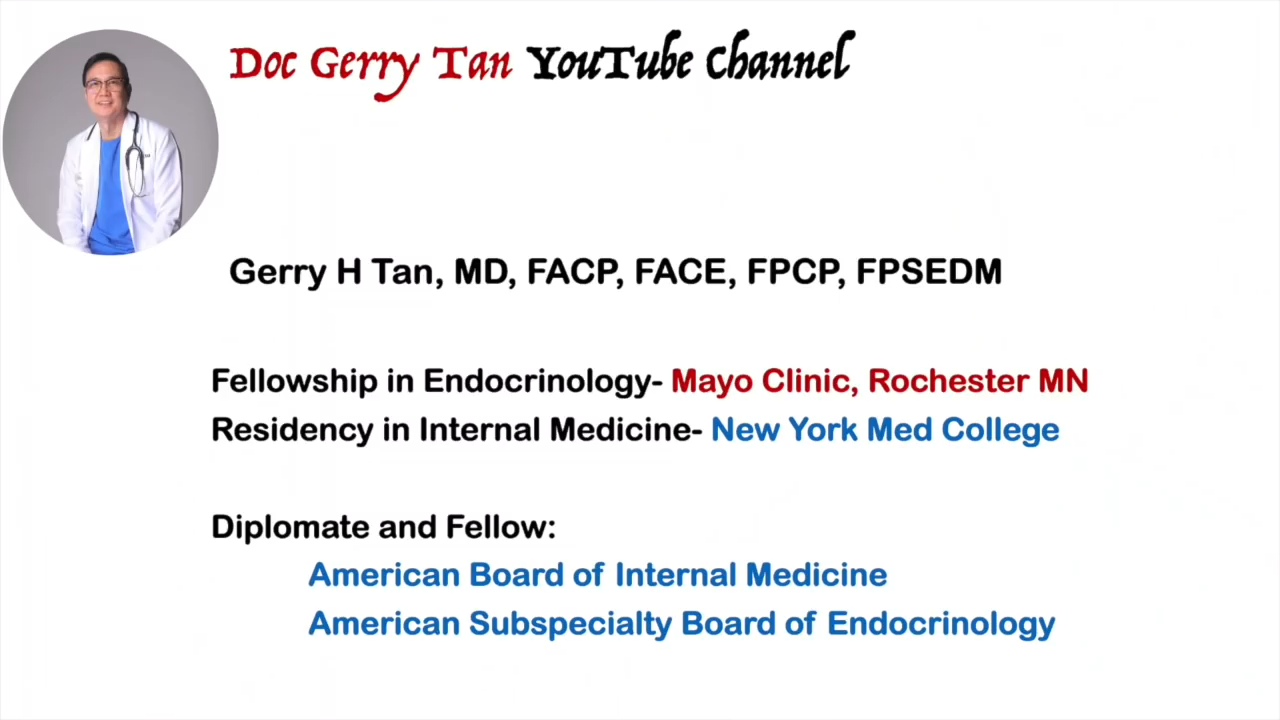 Doc Gerry Tan YouTube Channel
Gerry H Tan, MD, FACP, FACE, FPCP, FPSEDM
Fellowship in Endocrinology- Mayo Clinic, Rochester MN
Residency in Internal Medicine- New York Med College
Diplomate and Fellow:
American Board of Internal Medicine
American Subspecialty Board of Endocrinology